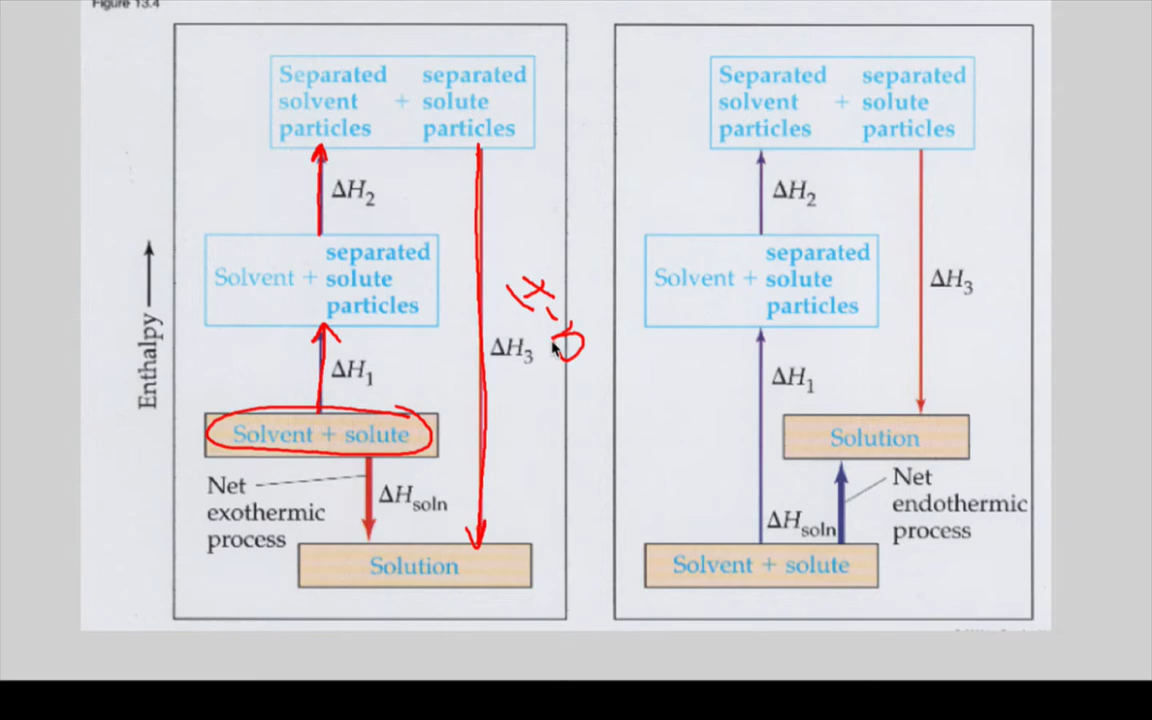 Figure 13.4
Separated separated
solvent + solute
particles particles
ΔH2
separated
Solvent + solute
particles
ΔH3
ΔH1
Enthalpy
Solvent + solute
Net
exothermic
process
ΔHsoln
Solution
Separated separated
solvent + solute
particles particles
ΔH2
separated
Solvent + solute
particles
ΔH3
ΔH1
Solution
Net
endothermic
process
ΔHsoln
Solvent + solute